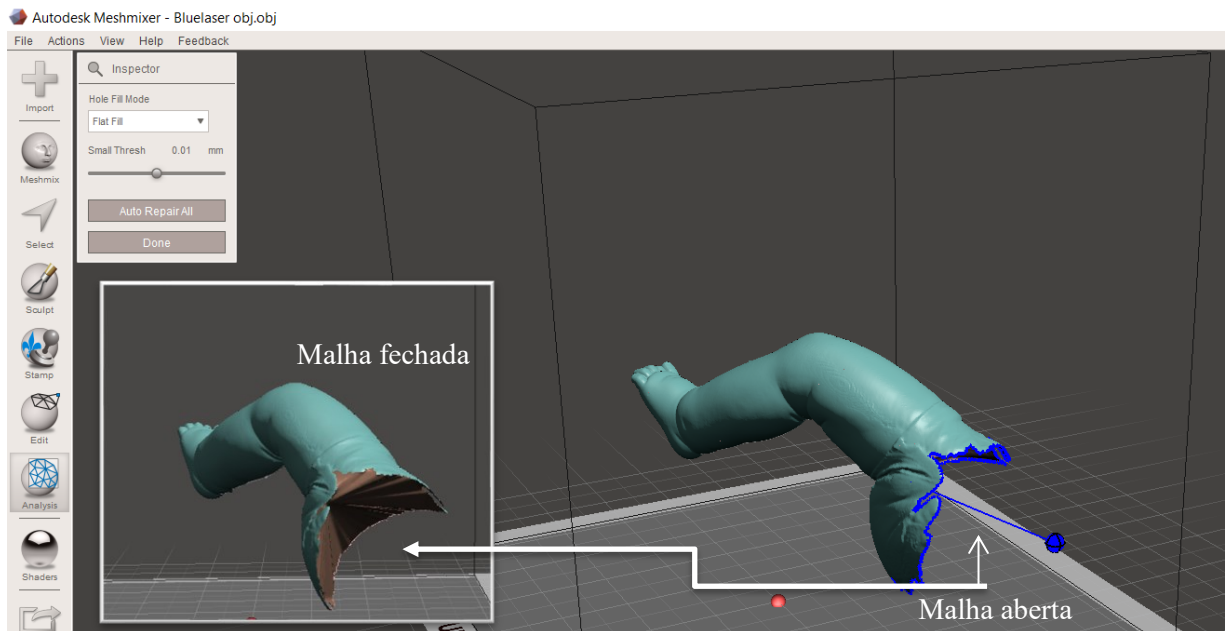 Autodesk Meshmixer - Bluelaser obj.obj
File Actions View Help Feedback
Inspector
Hole Fill Mode
Flat Fill
Small Thresh 0.01 mm
Auto Repair All
Done
Import
Meshmix
Select
Sculpt
Stamp
Edit
Analysis
Shaders
Malha fechada
Malha aberta